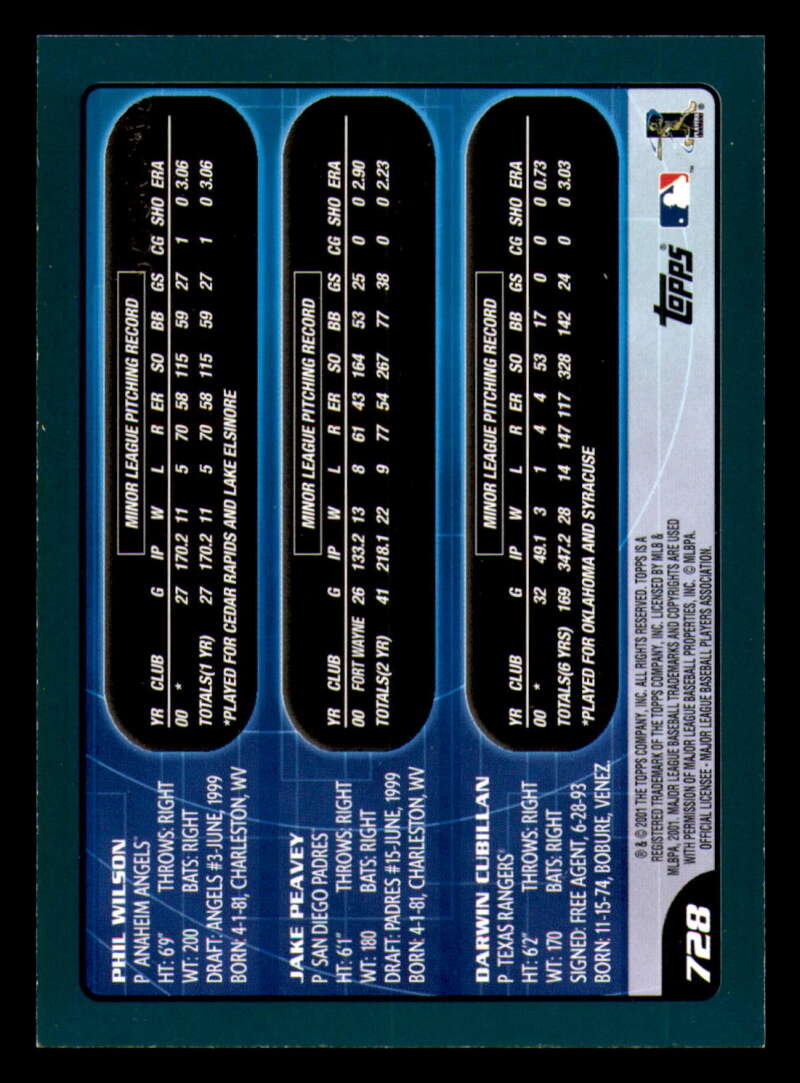 PHIL WILSON
P ANAHEIM ANGELS
HT: 6'9" THROWS: RIGHT
WT: 200 BATS: RIGHT
DRAFT: ANGELS #3-JUNE, 1999
BORN: 4-1-81, CHARLESTON, WV
MINOR LEAGUE PITCHING RECORD
YR CLUB G IP W L R ER SO BB GS CG SHO ERA
00 * 27 170.2 11 5 70 58 115 59 27 1 0 3.06
TOTALS(1 YR) 27 170.2 11 5 70 58 115 59 27 1 0 3.06
*PLAYED FOR CEDAR RAPIDS AND LAKE ELSINORE
JAKE PEAVEY
P SAN DIEGO PADRES
HT: 6'1" THROWS: RIGHT
WT: 180 BATS: RIGHT
DRAFT: PADRES #15-JUNE, 1999
BORN: 4-1-81, CHARLESTON, WV
MINOR LEAGUE PITCHING RECORD
YR CLUB G IP W L R ER SO BB GS CG SHO ERA
00 FORT WAYNE 26 133.2 13 8 61 43 164 53 25 0 0 2.90
TOTALS(2 YR) 41 218.1 22 9 77 54 267 77 38 0 0 2.23
DARWIN CUBILLAN
P TEXAS RANGERS
HT: 6'2" THROWS: RIGHT
WT: 170 BATS: RIGHT
SIGNED: FREE AGENT, 6-28-93
BORN: 11-15-74, BOBURE, VENEZ.
MINOR LEAGUE PITCHING RECORD
YR CLUB G IP W L R ER SO BB GS CG SHO ERA
00 * 32 49.1 3 1 4 4 53 17 0 0 0 0.73
TOTALS(6 YRS) 169 347.2 28 14 147 117 328 142 24 0 0 3.03
*PLAYED FOR OKLAHOMA AND SYRACUSE
728
® & © 2001 THE TOPPS COMPANY, INC. ALL RIGHTS RESERVED. TOPPS IS A
REGISTERED TRADEMARK OF THE TOPPS COMPANY, INC. LICENSED BY MLB &
MLBPA, 2001. MAJOR LEAGUE BASEBALL TRADEMARKS AND COPYRIGHTS ARE USED
WITH PERMISSION OF MAJOR LEAGUE BASEBALL PROPERTIES, INC. © MLBPA.
OFFICIAL LICENSEE - MAJOR LEAGUE BASEBALL PLAYERS ASSOCIATION.
TOPPS®